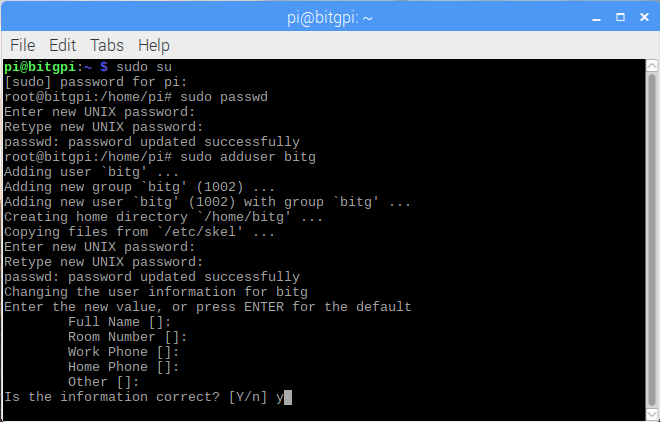 pi@bitgpi: ~
File Edit Tabs Help
pi@bitgpi:~ $ sudo su
[sudo] password for pi:
root@bitgpi:/home/pi# sudo passwd
Enter new UNIX password:
Retype new UNIX password:
passwd: password updated successfully
root@bitgpi:/home/pi# sudo adduser bitg
Adding user `bitg' ...
Adding new group `bitg' (1002) ...
Adding new user `bitg' (1002) with group `bitg' ...
Creating home directory `/home/bitg' ...
Copying files from `/etc/skel' ...
Enter new UNIX password:
Retype new UNIX password:
passwd: password updated successfully
Changing the user information for bitg
Enter the new value, or press ENTER for the default
Full Name []:
Room Number []:
Work Phone []:
Home Phone []:
Other []:
Is the information correct? [Y/n] y